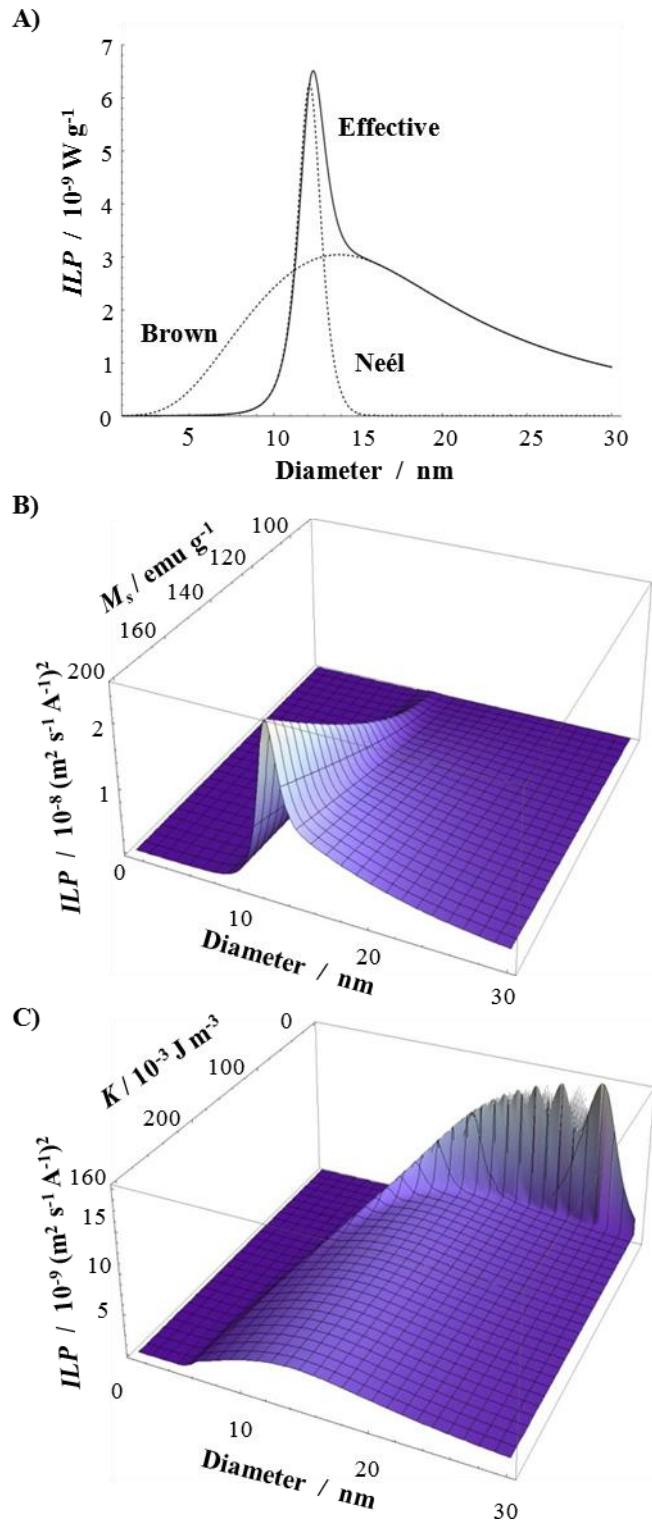 A)
7
6
5
4
3
2
1
0
ILP / 10⁻⁹ W g⁻¹
Effective
Brown
Neél
5 10 15 20 25 30
Diameter / nm
B)
Mₛ / emu g⁻¹
100
120
140
160
200
2
1
0
ILP / 10⁻⁸ (m² s⁻¹ A⁻¹)²
10
20
30
Diameter / nm
C)
K / 10⁻³ J m⁻³
0
100
200
160
15
10
5
0
ILP / 10⁻⁹ (m² s⁻¹ A⁻¹)²
10
20
30
Diameter / nm